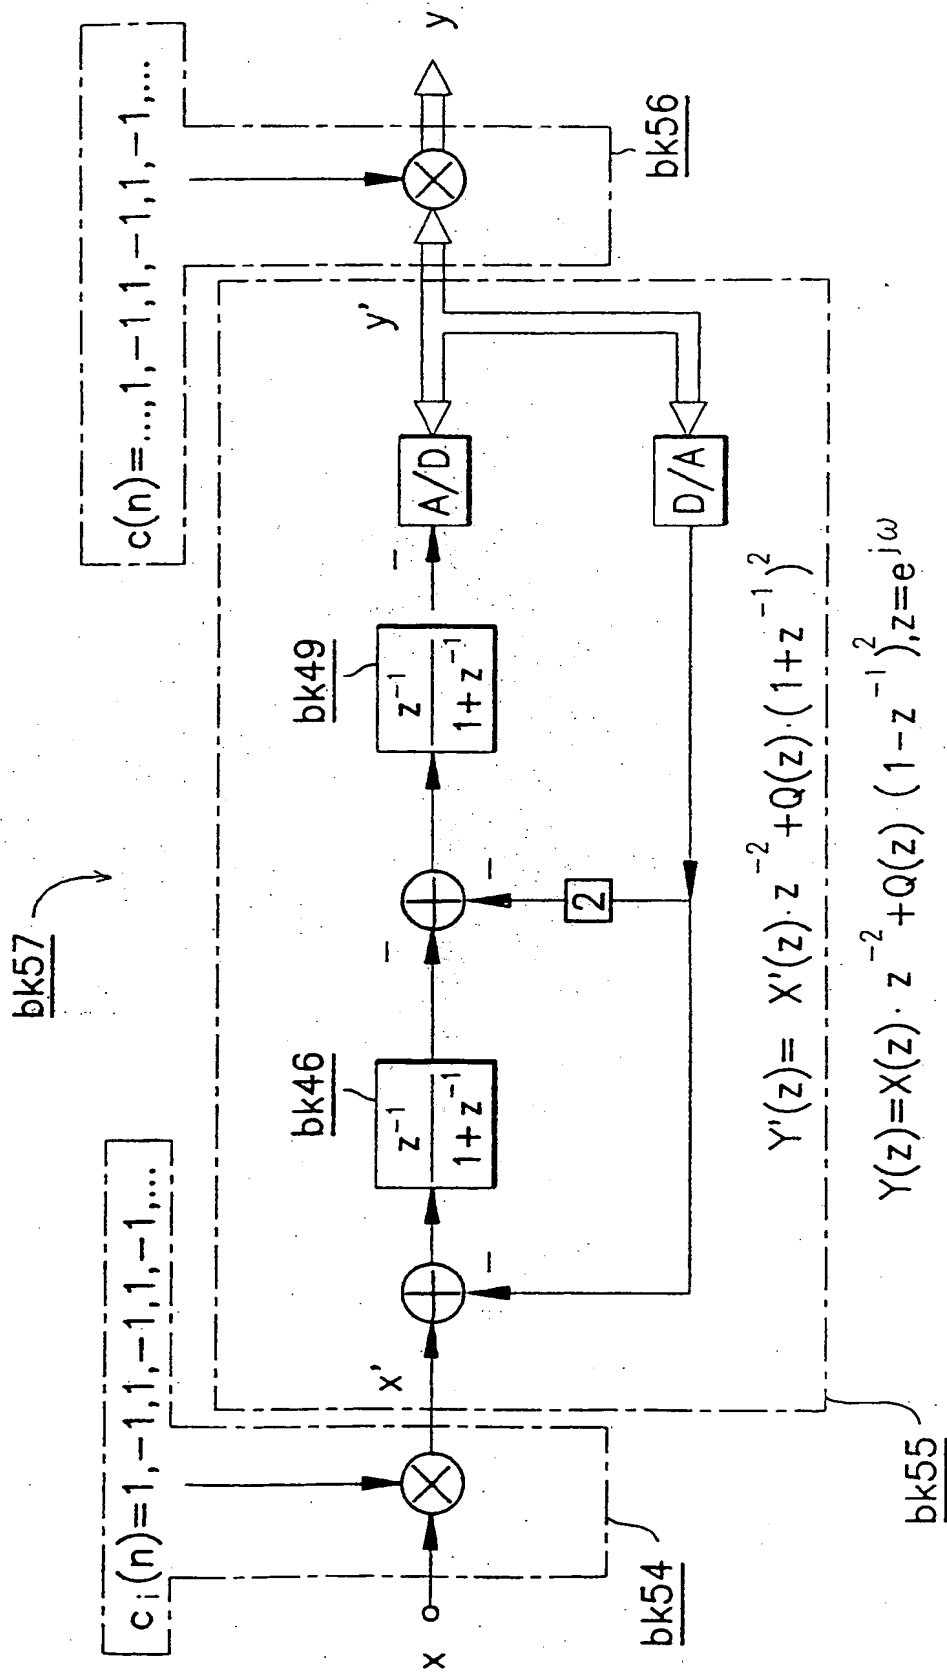 bk57
c_i(n)=1,-1,1,-1,1,-1,...
c(n)=...,1,-1,1,-1,1,-1,...
x
x'
bk54
bk46
z^{-1}
1+z^{-1}
bk49
z^{-1}
1+z^{-1}
A/D
y'
y
bk56
2
D/A
Y'(z)= X'(z)·z^{-2}+Q(z)·(1+z^{-1})^2
bk55
Y(z)=X(z)·z^{-2}+Q(z)·(1-z^{-1})^2,z=e^{jω}